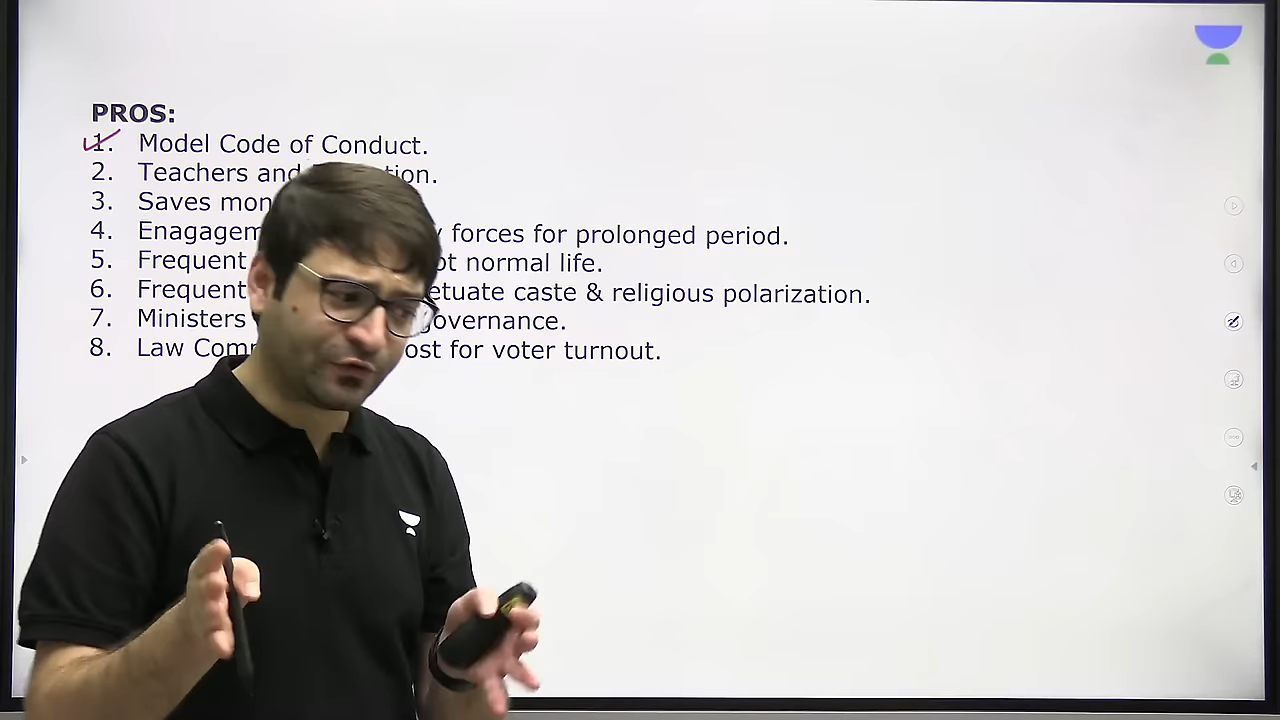 PROS:
1. Model Code of Conduct.
2. Teachers and tion.
3. Saves mon
4. Enagagem forces for prolonged period.
5. Frequent ot normal life.
6. Frequent etuate caste & religious polarization.
7. Ministers governance.
8. Law Com ost for voter turnout.